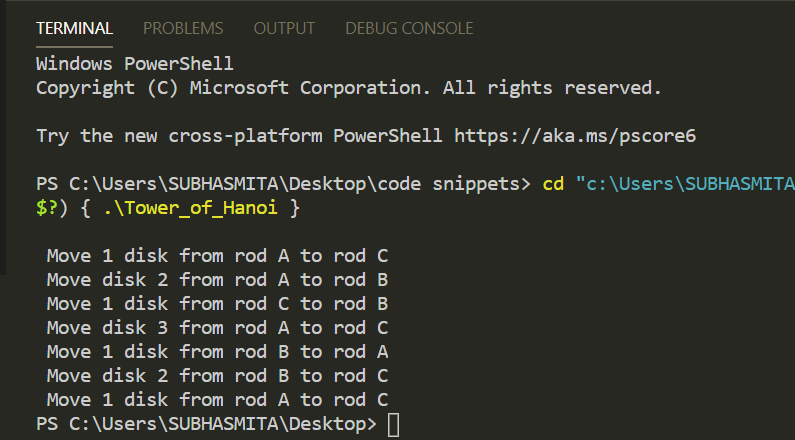 TERMINAL PROBLEMS OUTPUT DEBUG CONSOLE
Windows PowerShell
Copyright (C) Microsoft Corporation. All rights reserved.
Try the new cross-platform PowerShell https://aka.ms/pscore6
PS C:\Users\SUBHASMITA\Desktop\code snippets> cd "c:\Users\SUBHASMITA
$?) { .\Tower_of_Hanoi }
Move 1 disk from rod A to rod C
Move disk 2 from rod A to rod B
Move 1 disk from rod C to rod B
Move disk 3 from rod A to rod C
Move 1 disk from rod B to rod A
Move disk 2 from rod B to rod C
Move 1 disk from rod A to rod C
PS C:\Users\SUBHASMITA\Desktop>